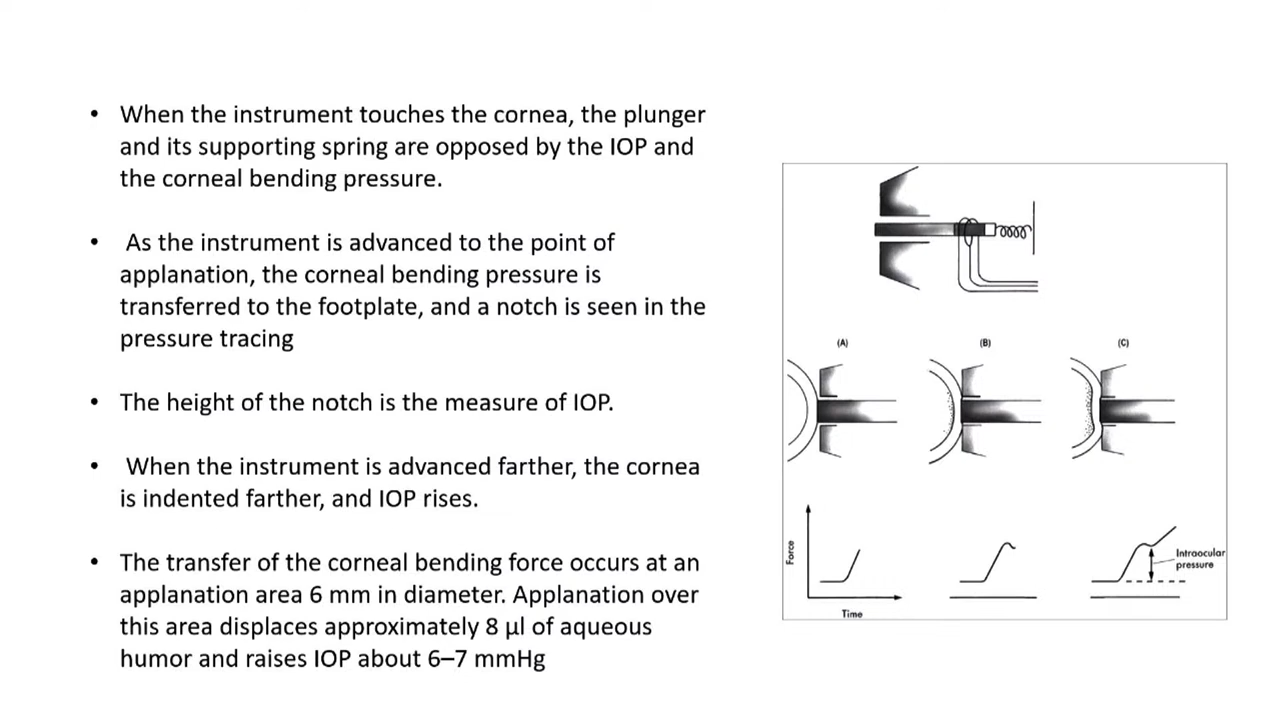 • When the instrument touches the cornea, the plunger
and its supporting spring are opposed by the IOP and
the corneal bending pressure.
• As the instrument is advanced to the point of
applanation, the corneal bending pressure is
transferred to the footplate, and a notch is seen in the
pressure tracing
• The height of the notch is the measure of IOP.
• When the instrument is advanced farther, the cornea
is indented farther, and IOP rises.
• The transfer of the corneal bending force occurs at an
applanation area 6 mm in diameter. Applanation over
this area displaces approximately 8 µl of aqueous
humor and raises IOP about 6–7 mmHg
(A)
(B)
(C)
Force
Time
Intraocular
pressure